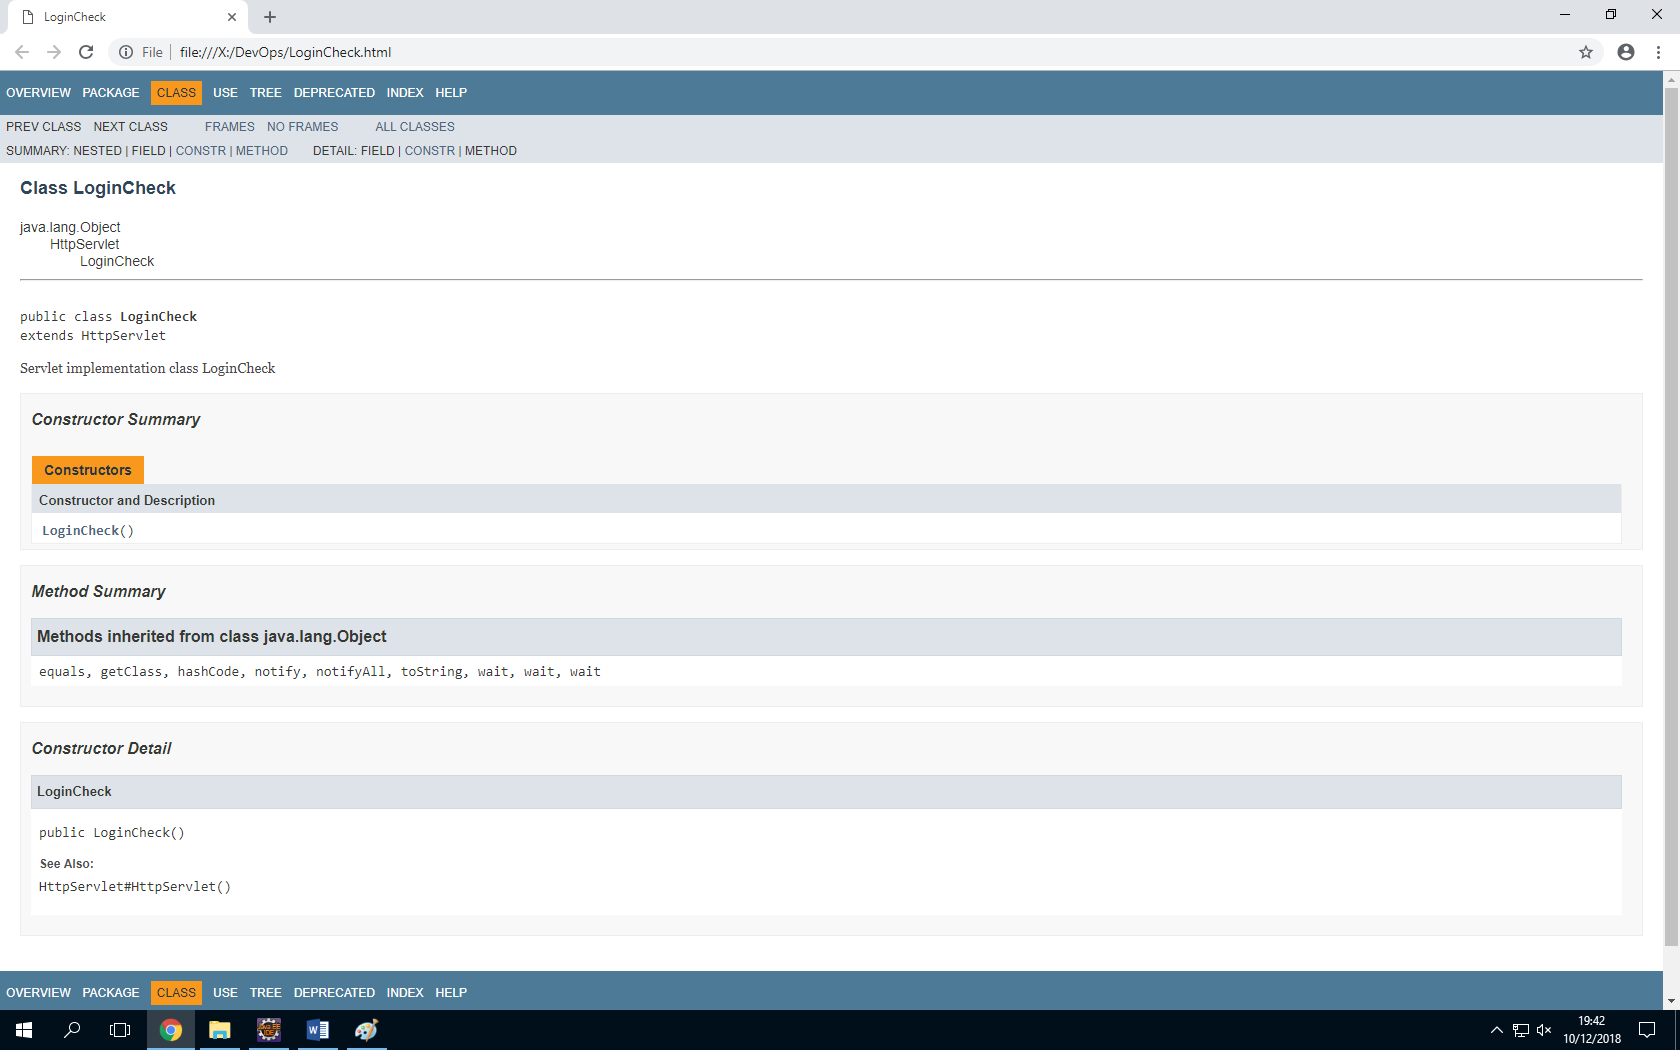 LoginCheck
File file:///X:/DevOps/LoginCheck.html
OVERVIEW PACKAGE CLASS USE TREE DEPRECATED INDEX HELP
PREV CLASS NEXT CLASS FRAMES NO FRAMES ALL CLASSES
SUMMARY: NESTED | FIELD | CONSTR | METHOD DETAIL: FIELD | CONSTR | METHOD
Class LoginCheck
java.lang.Object
HttpServlet
LoginCheck
public class LoginCheck
extends HttpServlet
Servlet implementation class LoginCheck
Constructor Summary
Constructors
Constructor and Description
LoginCheck()
Method Summary
Methods inherited from class java.lang.Object
equals, getClass, hashCode, notify, notifyAll, toString, wait, wait, wait
Constructor Detail
LoginCheck
public LoginCheck()
See Also:
HttpServlet#HttpServlet()
OVERVIEW PACKAGE CLASS USE TREE DEPRECATED INDEX HELP
19:42
10/12/2018